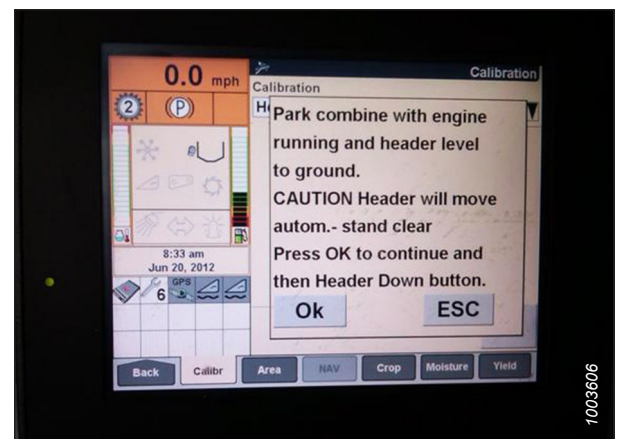 0.0 mph
2
P
8:33 am
Jun 20, 2012
6
GPS
Calibration
Calibration
Park combine with engine
running and header level
to ground.
CAUTION Header will move
autom.- stand clear
Press OK to continue and
then Header Down button.
Ok
ESC
Back
Calibr
Area
NAV
Crop
Moisture
Yield
1003606